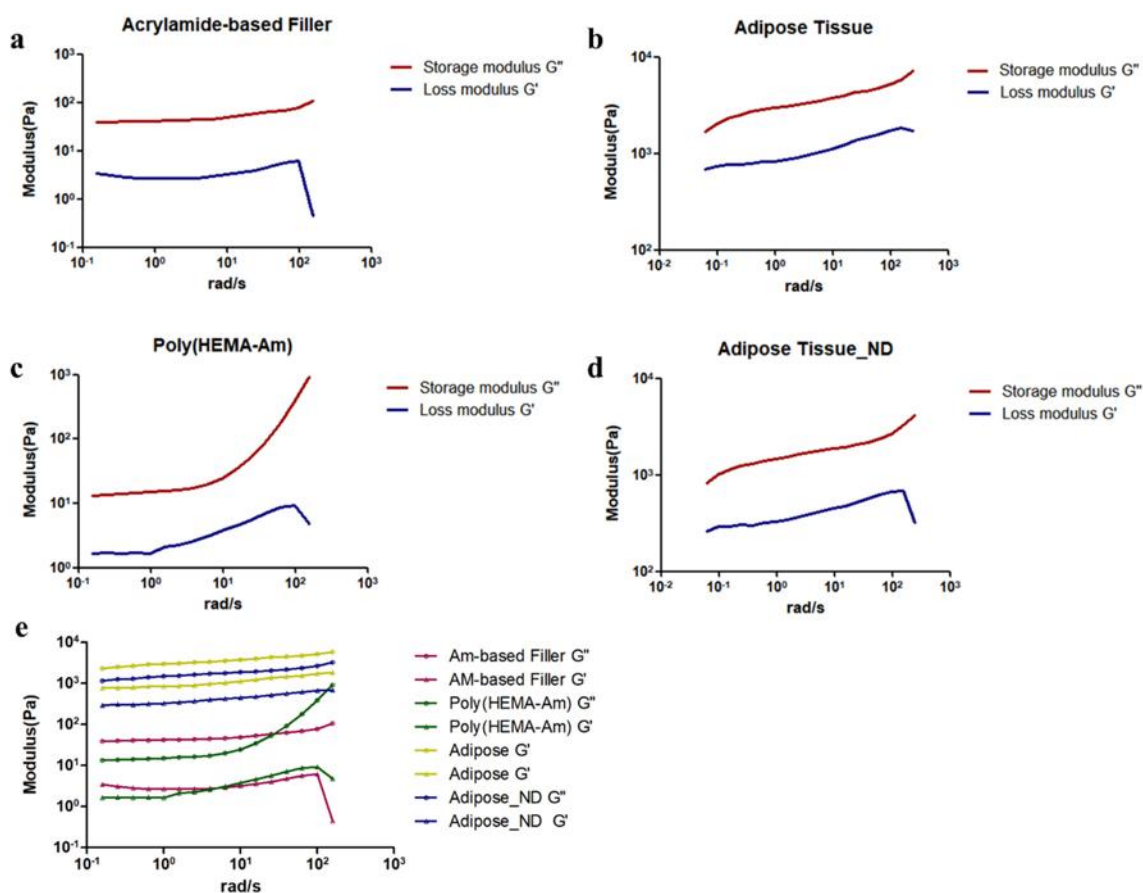 a
Acrylamide-based Filler
Modulus(Pa)
10³
10²
10¹
10⁰
10⁻¹
10⁻¹ 10⁰ 10¹ 10² 10³
rad/s
Storage modulus G"
Loss modulus G'
b
Adipose Tissue
Modulus(Pa)
10⁴
10³
10²
10⁻² 10⁻¹ 10⁰ 10¹ 10² 10³
rad/s
Storage modulus G"
Loss modulus G'
c
Poly(HEMA-Am)
Modulus(Pa)
10³
10²
10¹
10⁰
10⁻¹ 10⁰ 10¹ 10² 10³
rad/s
Storage modulus G"
Loss modulus G'
d
Adipose Tissue_ND
Modulus(Pa)
10⁴
10³
10²
10⁻² 10⁻¹ 10⁰ 10¹ 10² 10³
rad/s
Storage modulus G"
Loss modulus G'
e
Modulus(Pa)
10⁴
10³
10²
10¹
10⁰
10⁻¹
10⁻¹ 10⁰ 10¹ 10² 10³
rad/s
Am-based Filler G"
AM-based Filler G'
Poly(HEMA-Am) G"
Poly(HEMA-Am) G'
Adipose G'
Adipose G'
Adipose_ND G"
Adipose_ND G'